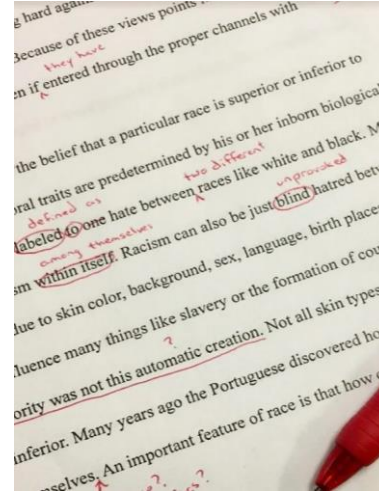 g hard again
Because of these views points
they have
en if entered through the proper channels with
the belief that a particular race is superior or inferior to
oral traits are predetermined by his or her inborn biological
two different
defined as
labeled to one hate between races like white and black. M
unprovoked
among themselves
sm within itself. Racism can also be just blind hatred betw
due to skin color, background, sex, language, birth place
fluence many things like slavery or the formation of cou
?
ority was not this automatic creation. Not all skin types
inferior. Many years ago the Portuguese discovered ho
mselves. An important feature of race is that how
?
?